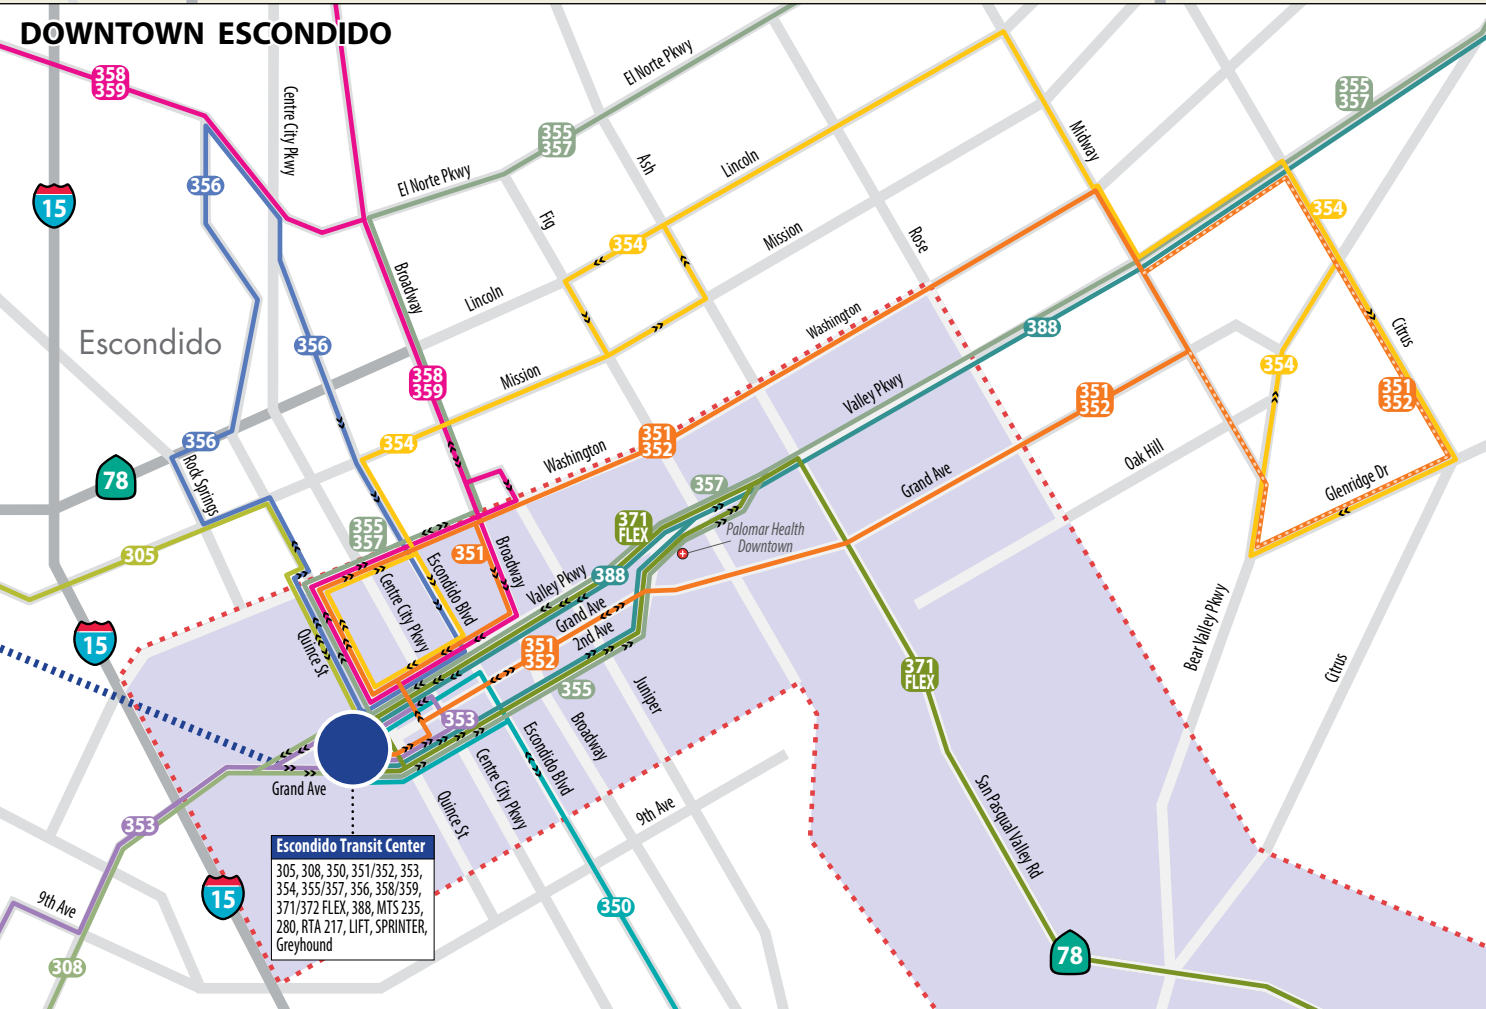 DOWNTOWN ESCONDIDO
358
359
Centre City Pkwy
El Norte Pkwy
355
357
355
357
Midway
356
15
El Norte Pkwy
Ash
Lincoln
354
Fig
354
Mission
Rose
Broadway
Lincoln
Washington
388
Citrus
Escondido
356
358
359
Mission
Valley Pkwy
354
351
352
351
352
356
354
351
352
Washington
78
Rock Springs
Oak Hill
Grand Ave
Glenridge Dr
357
355
357
371
FLEX
Palomar Health
Downtown
305
351
Broadway
Escondido Blvd
Valley Pkwy
388
Centre City Pkwy
Grand Ave
2nd Ave
15
Quince St
351
352
Bear Valley Pkwy
Citrus
371
FLEX
355
Juniper
353
Broadway
Escondido Blvd
Centre City Pkwy
Grand Ave
Quince St
9th Ave
San Pasqual Valley Rd
353
Escondido Transit Center
305, 308, 350, 351/352, 353,
354, 355/357, 356, 358/359,
371/372 FLEX, 388, MTS 235,
280, RTA 217, LIFT, SPRINTER,
Greyhound
15
9th Ave
350
78
308